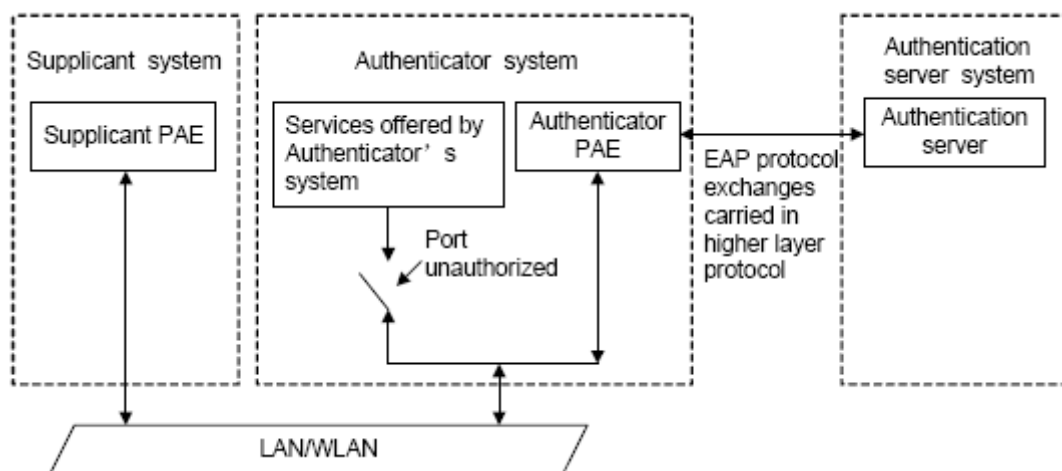 Supplicant system
Supplicant PAE
Authenticator system
Services offered by
Authenticator's
system
Authenticator
PAE
Port
unauthorized
EAP protocol
exchanges
carried in
higher layer
protocol
Authentication
server system
Authentication
server
LAN/WLAN